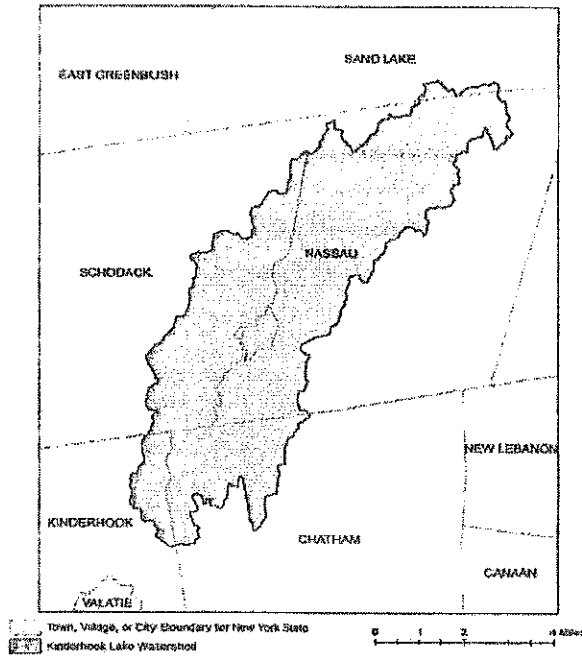 SAND LAKE
EAST GREENBUSH
NASSAU
SCHODACK
NEW LEBANON
KINDERHOOK
CHATHAM
CANAAN
VALATIE
Town, Village, or City Boundary for New York State
Kinderhook Lake Watershed
0 1 2 4 Miles